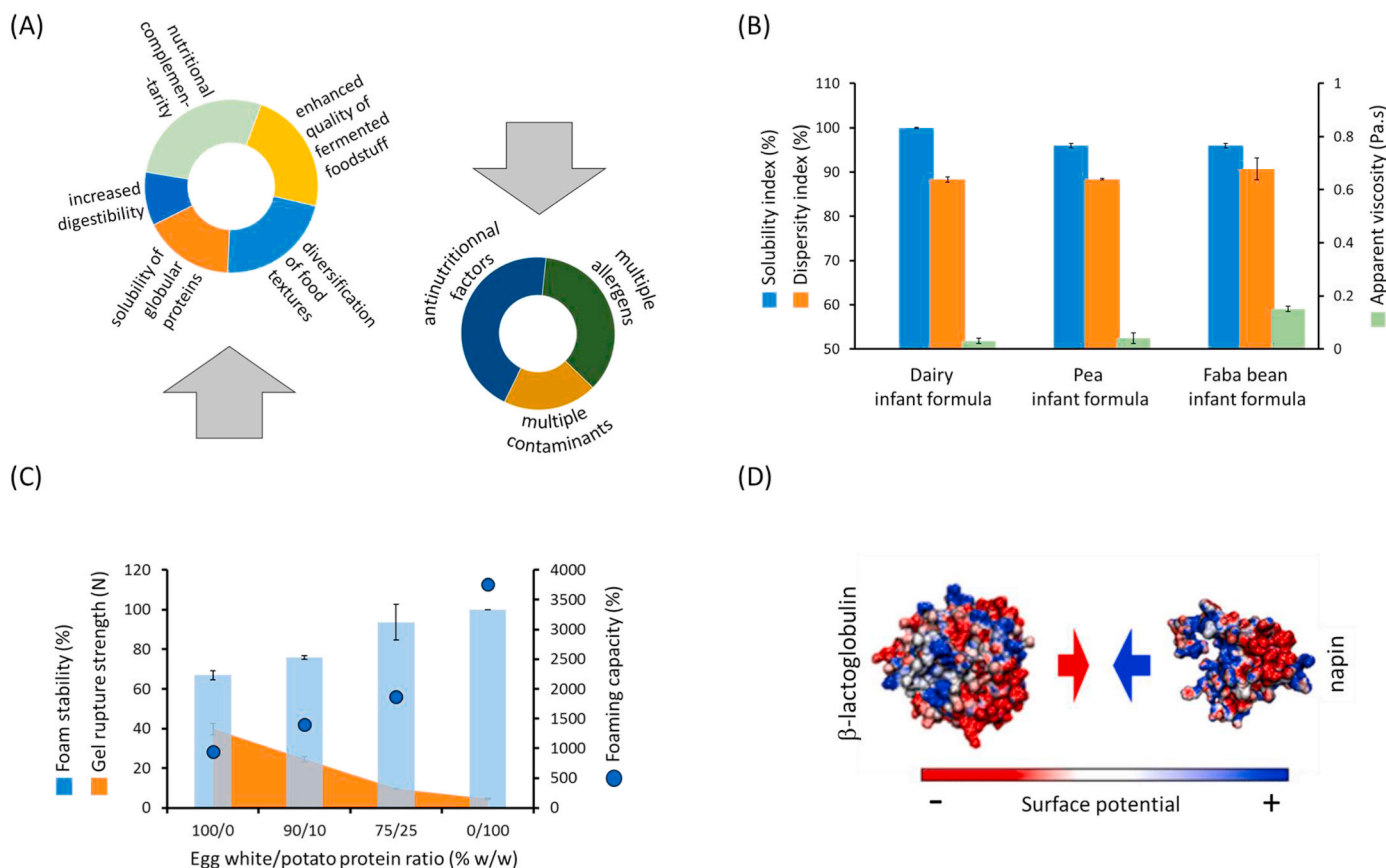 (A)
nutritional
complemen-
-tarity
enhanced
quality of
fermented
foodstuff
increased
digestibility
solubility of
globular
proteins
diversification
of food
textures
antinutritionnal
factors
multiple
allergens
multiple
contaminants
(B)
110
100
90
80
70
60
50
Solubility index (%)
Dispersity index (%)
1
0.8
0.6
0.4
0.2
0
Apparent viscosity (Pa.s)
Dairy
infant formula
Pea
infant formula
Faba bean
infant formula
(C)
Foam stability (%)
Gel rupture strength (N)
120
100
80
60
40
20
0
4000
3500
3000
2500
2000
1500
1000
500
0
Foaming capacity (%)
100/0
90/10
75/25
0/100
Egg white/potato protein ratio (% w/w)
(D)
β-lactoglobulin
napin
- Surface potential +